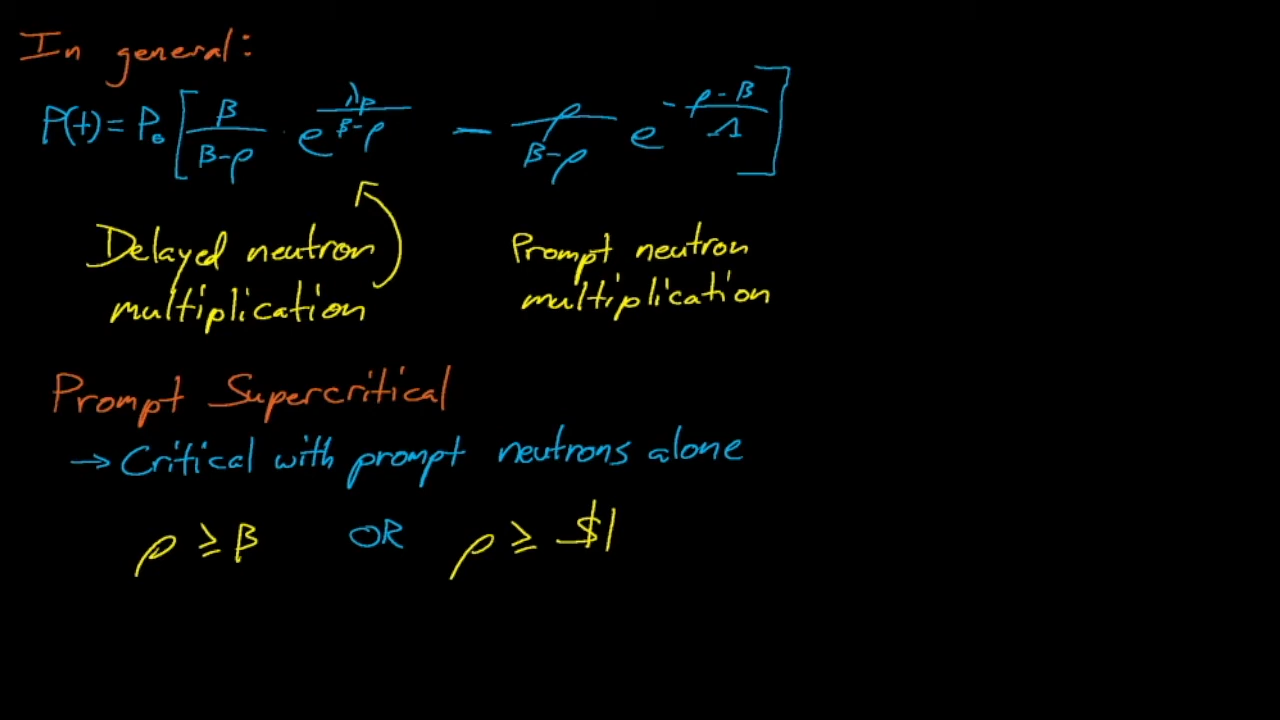 In general:
P(t) = P₀ [ β/(β-ρ) · e^(λρ/(β-ρ)) - ρ/(β-ρ) e^(-(ρ-β)/Λ) ]
Delayed neutron multiplication
Prompt neutron multiplication
Prompt Supercritical
→ Critical with prompt neutrons alone
ρ ≥ β OR ρ ≥ $1